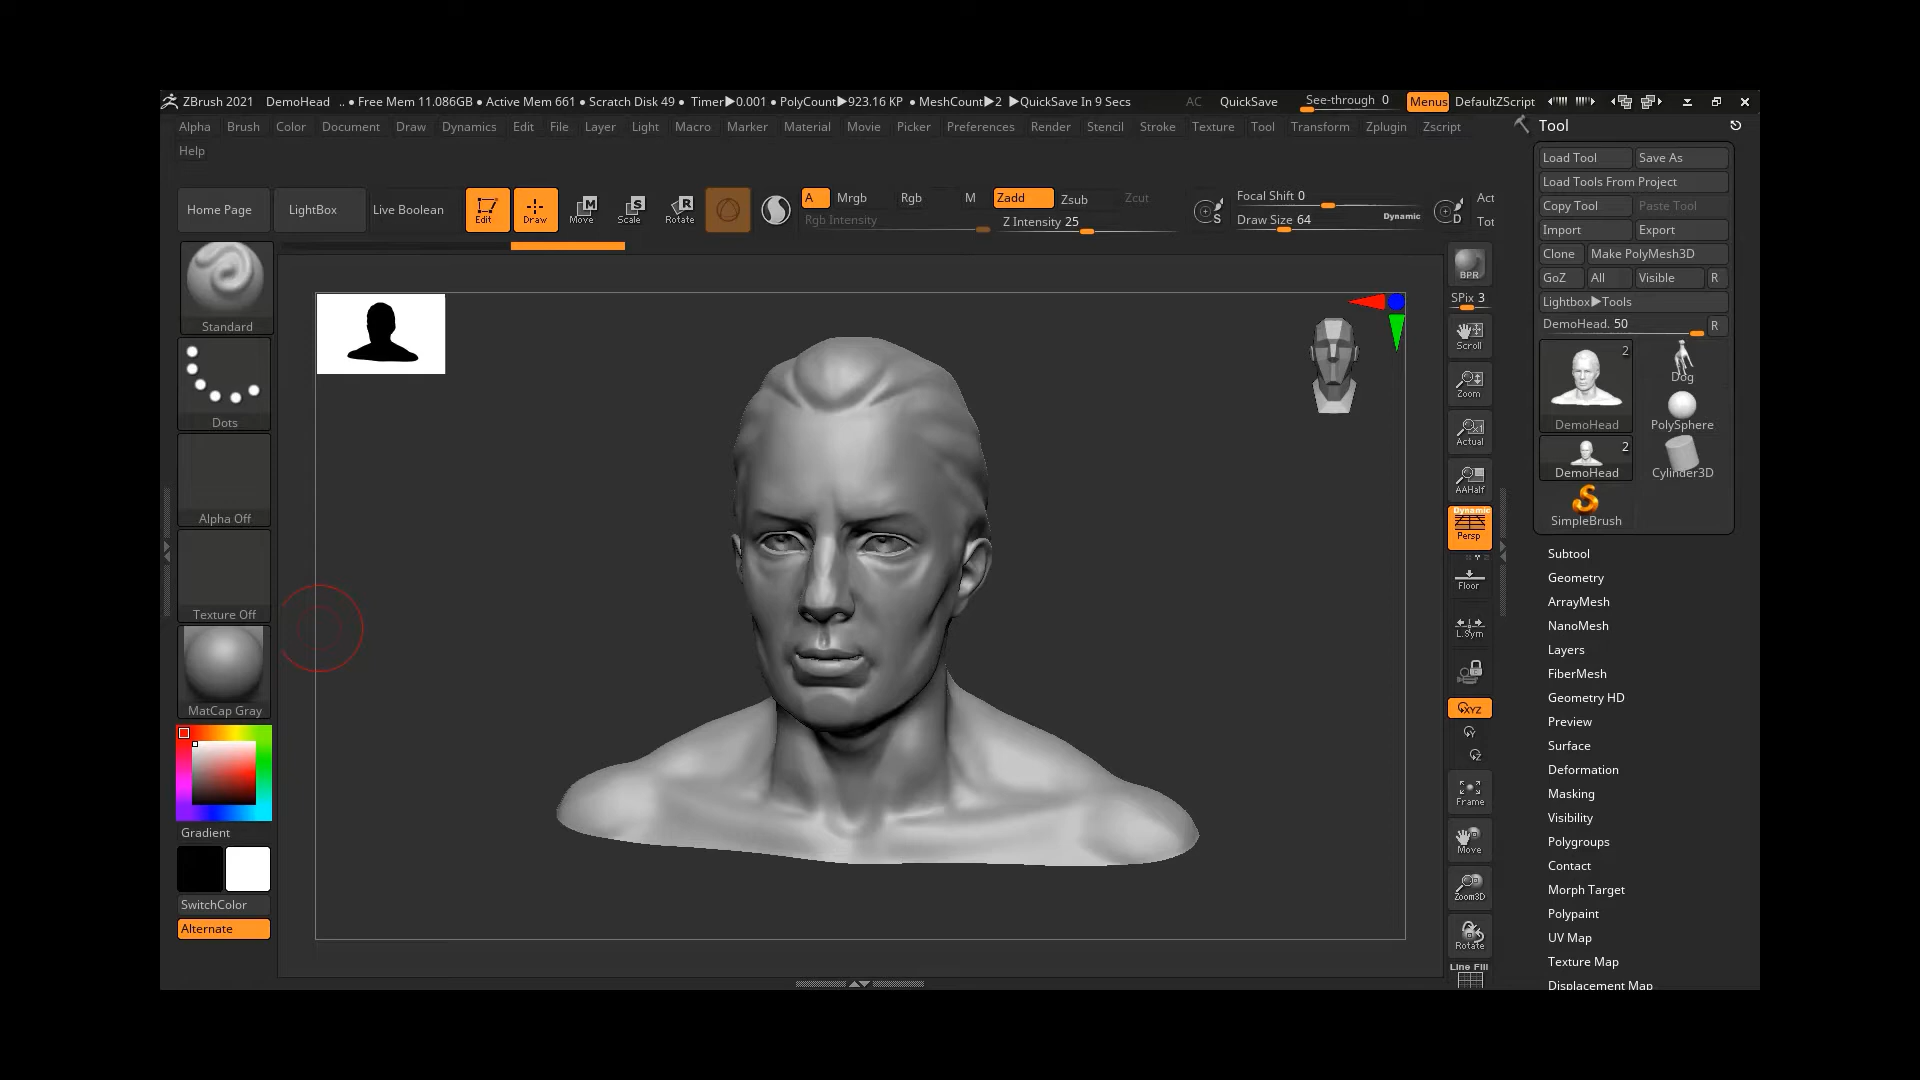 ZBrush 2021 DemoHead .. • Free Mem 11.086GB • Active Mem 661 • Scratch Disk 49 • Timer▶0.001 • PolyCount▶923.16 KP • MeshCount▶2 ▶QuickSave In 9 Secs AC QuickSave See-through 0 Menus DefaultZScript
Alpha Brush Color Document Draw Dynamics Edit File Layer Light Macro Marker Material Movie Picker Preferences Render Stencil Stroke Texture Tool Transform Zplugin Zscript
Help
Home Page LightBox Live Boolean Edit Draw Move Scale Rotate
M S R
A Mrgb Rgb M Zadd Zsub Zcut
Rgb Intensity Z Intensity 25
S Focal Shift 0
Draw Size 64 Dynamic D
Act
Tot
Standard
Dots
Alpha Off
Texture Off
MatCap Gray
Gradient
SwitchColor
Alternate
BPR
SPix 3
Scroll
Zoom
Actual
AAHalf
Dynamic
Persp
Floor
L.Sym
XYZ
Y
Z
Frame
Move
Zoom3D
Rotate
Line Fill
Tool
Load Tool Save As
Load Tools From Project
Copy Tool Paste Tool
Import Export
Clone Make PolyMesh3D
GoZ All Visible R
Lightbox▶Tools
DemoHead. 50 R
2
DemoHead Dog
PolySphere
2
DemoHead Cylinder3D
SimpleBrush
Subtool
Geometry
ArrayMesh
NanoMesh
Layers
FiberMesh
Geometry HD
Preview
Surface
Deformation
Masking
Visibility
Polygroups
Contact
Morph Target
Polypaint
UV Map
Texture Map
Displacement Map